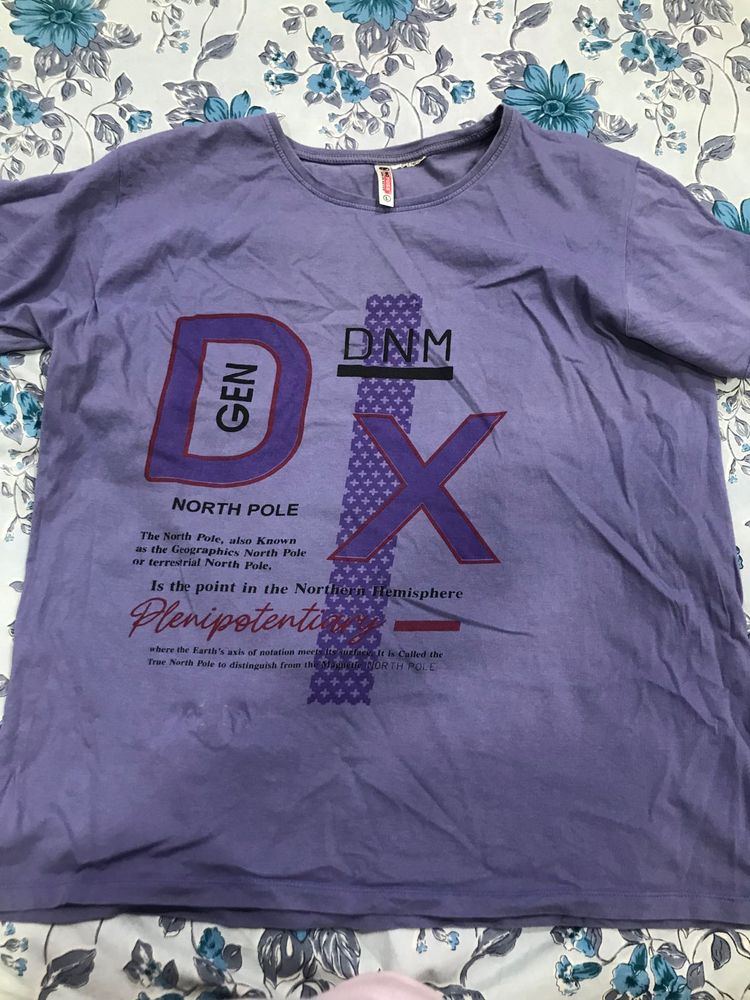 D
GEN
DNM
X
NORTH POLE
The North Pole, also Known
as the Geographics North Pole
or terrestrial North Pole,
Is the point in the Northern Hemisphere
Plenipotentiary
where the Earth's axis of notation meets its surface. It is Called the
True North Pole to distinguish from the Magnetic NORTH POLE